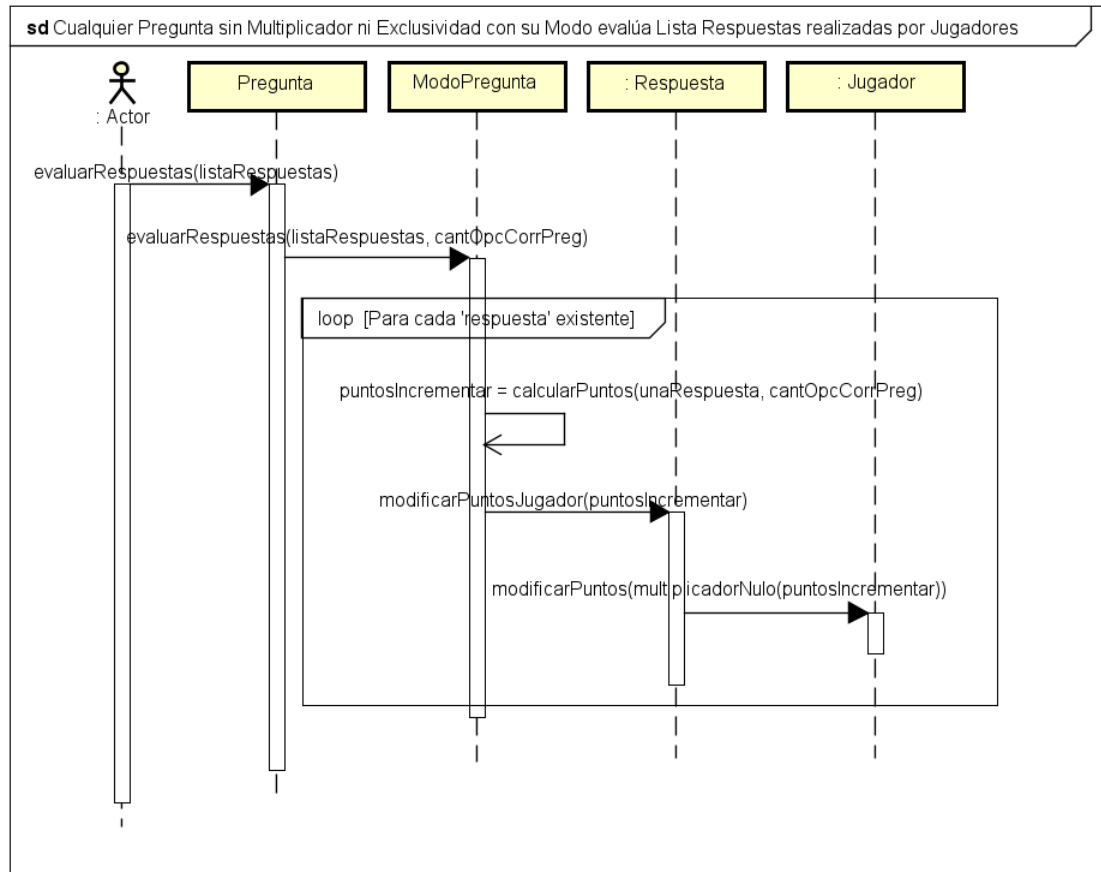 sd Cualquier Pregunta sin Multiplicador ni Exclusividad con su Modo evalúa Lista Respuestas realizadas por Jugadores
Pregunta
ModoPregunta
: Respuesta
: Jugador
: Actor
evaluarRespuestas(listaRespuestas)
evaluarRespuestas(listaRespuestas, cantOpcCorrPreg)
loop [Para cada 'respuesta' existente]
puntosIncrementar = calcularPuntos(unaRespuesta, cantOpcCorrPreg)
modificarPuntosJugador(puntosIncrementar)
modificarPuntos(multiplicadorNulo(puntosIncrementar))